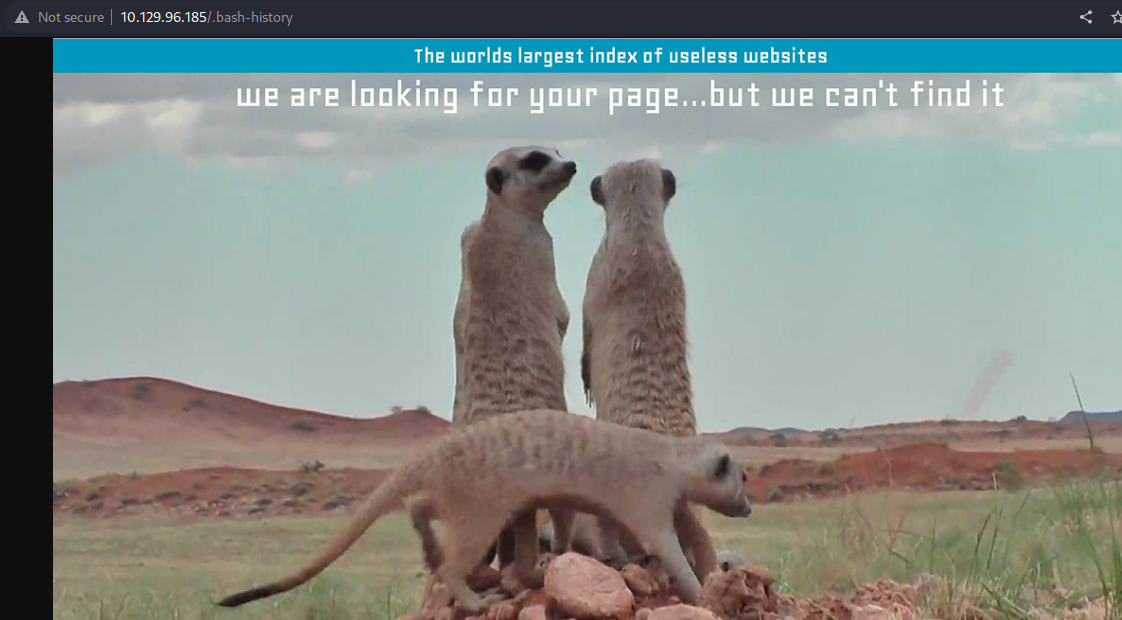 Not secure 10.129.96.185/.bash-history
The worlds largest index of useless websites
we are looking for your page...but we can't find it